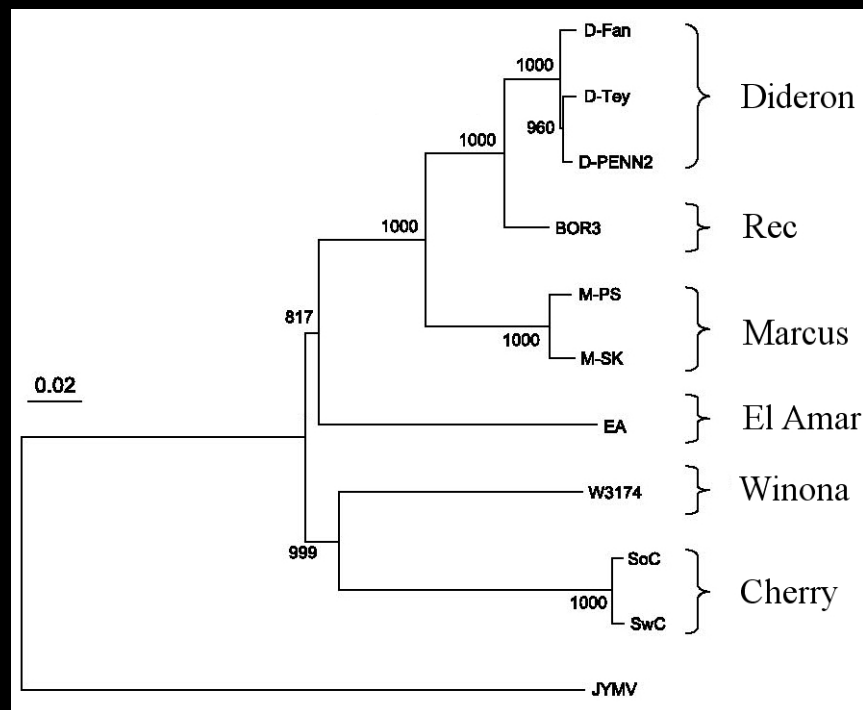 D-Fan
1000
D-Tey
Dideron
960
1000
D-PENN2
1000
BOR3
Rec
M-PS
817
Marcus
1000
M-SK
0.02
EA
El Amar
W3174
Winona
999
SoC
1000
Cherry
SwC
JYMV